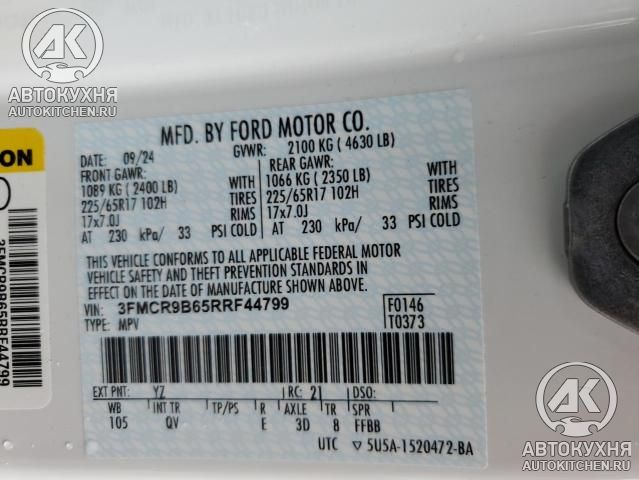 АВТОКУХНЯ
AUTOKITCHEN.RU
АВТОКУХНЯ
AUTOKITCHEN.RU
MFD. BY FORD MOTOR CO.
DATE: 09/24 GVWR: 2100 KG ( 4630 LB)
FRONT GAWR: REAR GAWR:
1089 KG ( 2400 LB) WITH 1066 KG ( 2350 LB) WITH
225/65R17 102H TIRES 225/65R17 102H TIRES
17x7.0J RIMS 17x7.0J RIMS
AT 230 kPa/ 33 PSI COLD AT 230 kPa/ 33 PSI COLD
THIS VEHICLE CONFORMS TO ALL APPLICABLE FEDERAL MOTOR
VEHICLE SAFETY AND THEFT PREVENTION STANDARDS IN
EFFECT ON THE DATE OF MANUFACTURE SHOWN ABOVE.
VIN: 3FMCR9B65RRF44799 F0146
TYPE: MPV T0373
EXT PNT: YZ RC: 21 DSO:
WB INT TR TP/PS R AXLE TR SPR
105 QV E 3D 8 FFBB
UTC ▽ 5U5A-1520472-BA
3FMCR9B65RRF44799
АВТОКУХНЯ
AUTOKITCHEN.RU